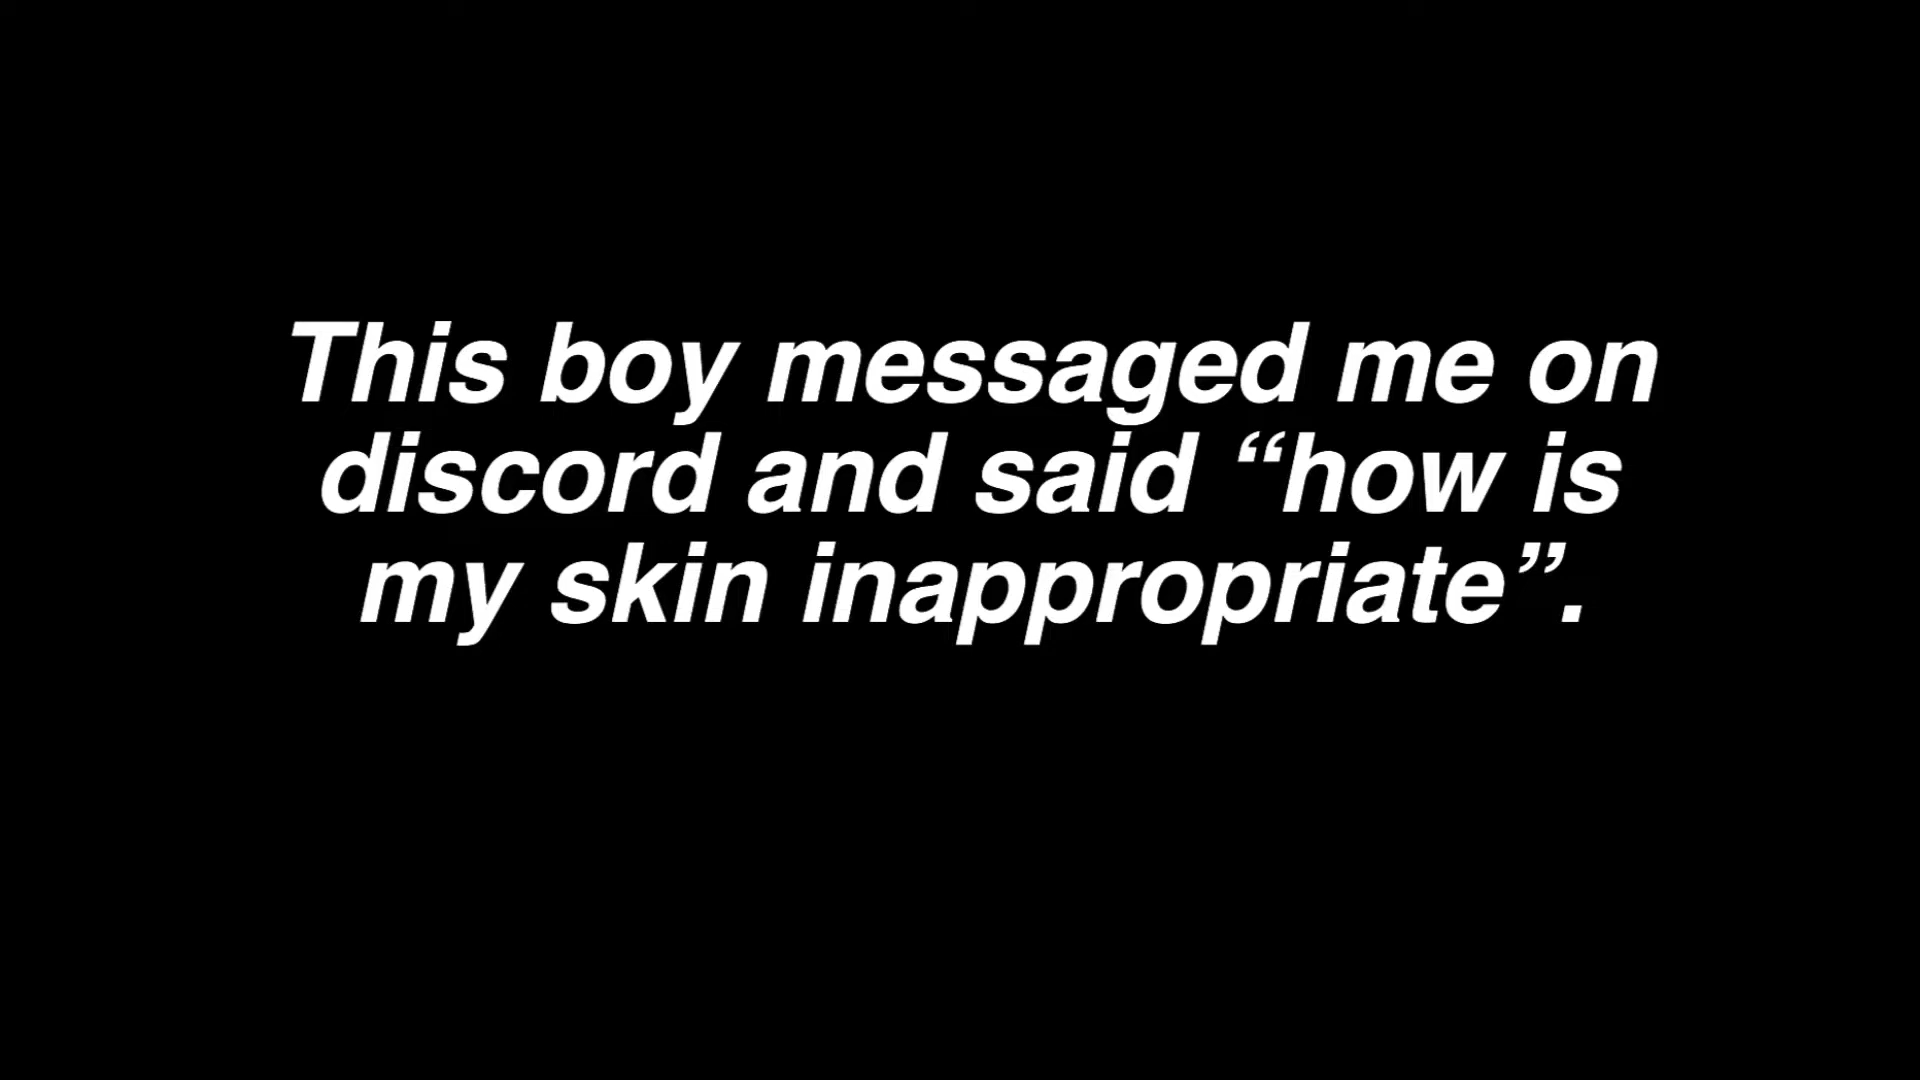 This boy messaged me on
discord and said “how is
my skin inappropriate”.